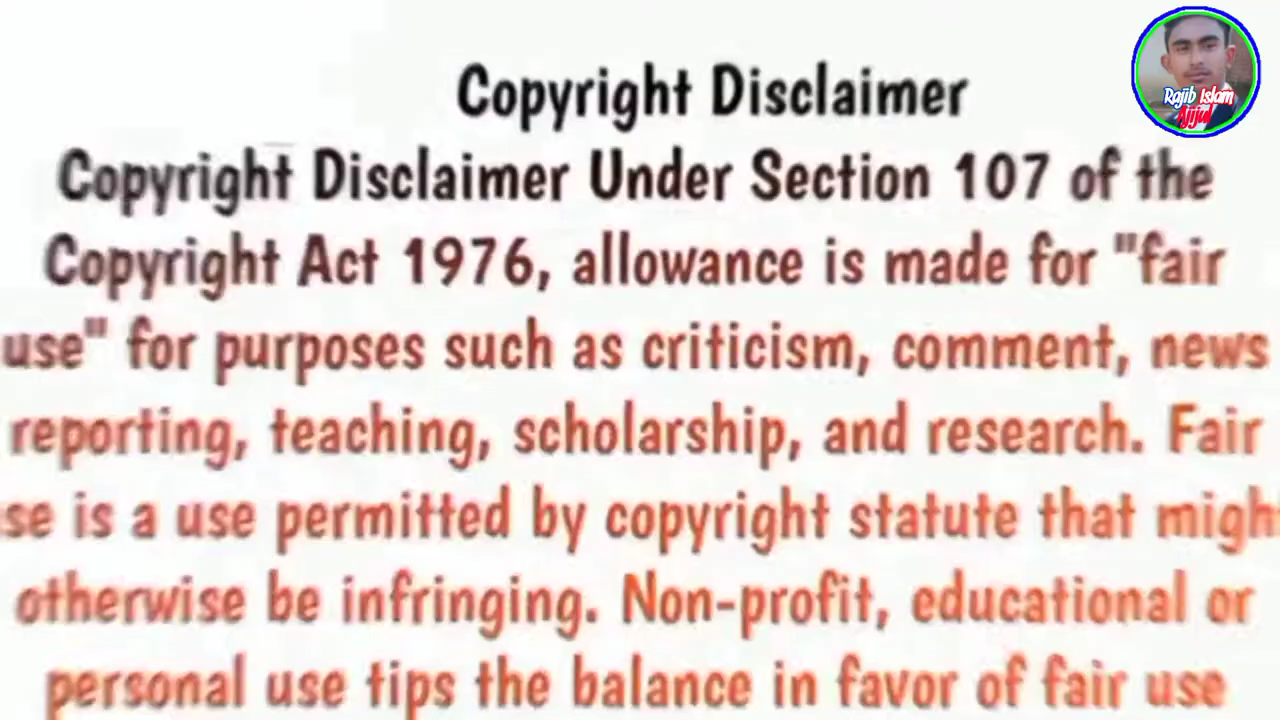 Copyright Disclaimer
Copyright Disclaimer Under Section 107 of the
Copyright Act 1976, allowance is made for "fair
use" for purposes such as criticism, comment, news
reporting, teaching, scholarship, and research. Fair
se is a use permitted by copyright statute that migh
otherwise be infringing. Non-profit, educational or
personal use tips the balance in favor of fair use
Rajib Islam
Ajijul